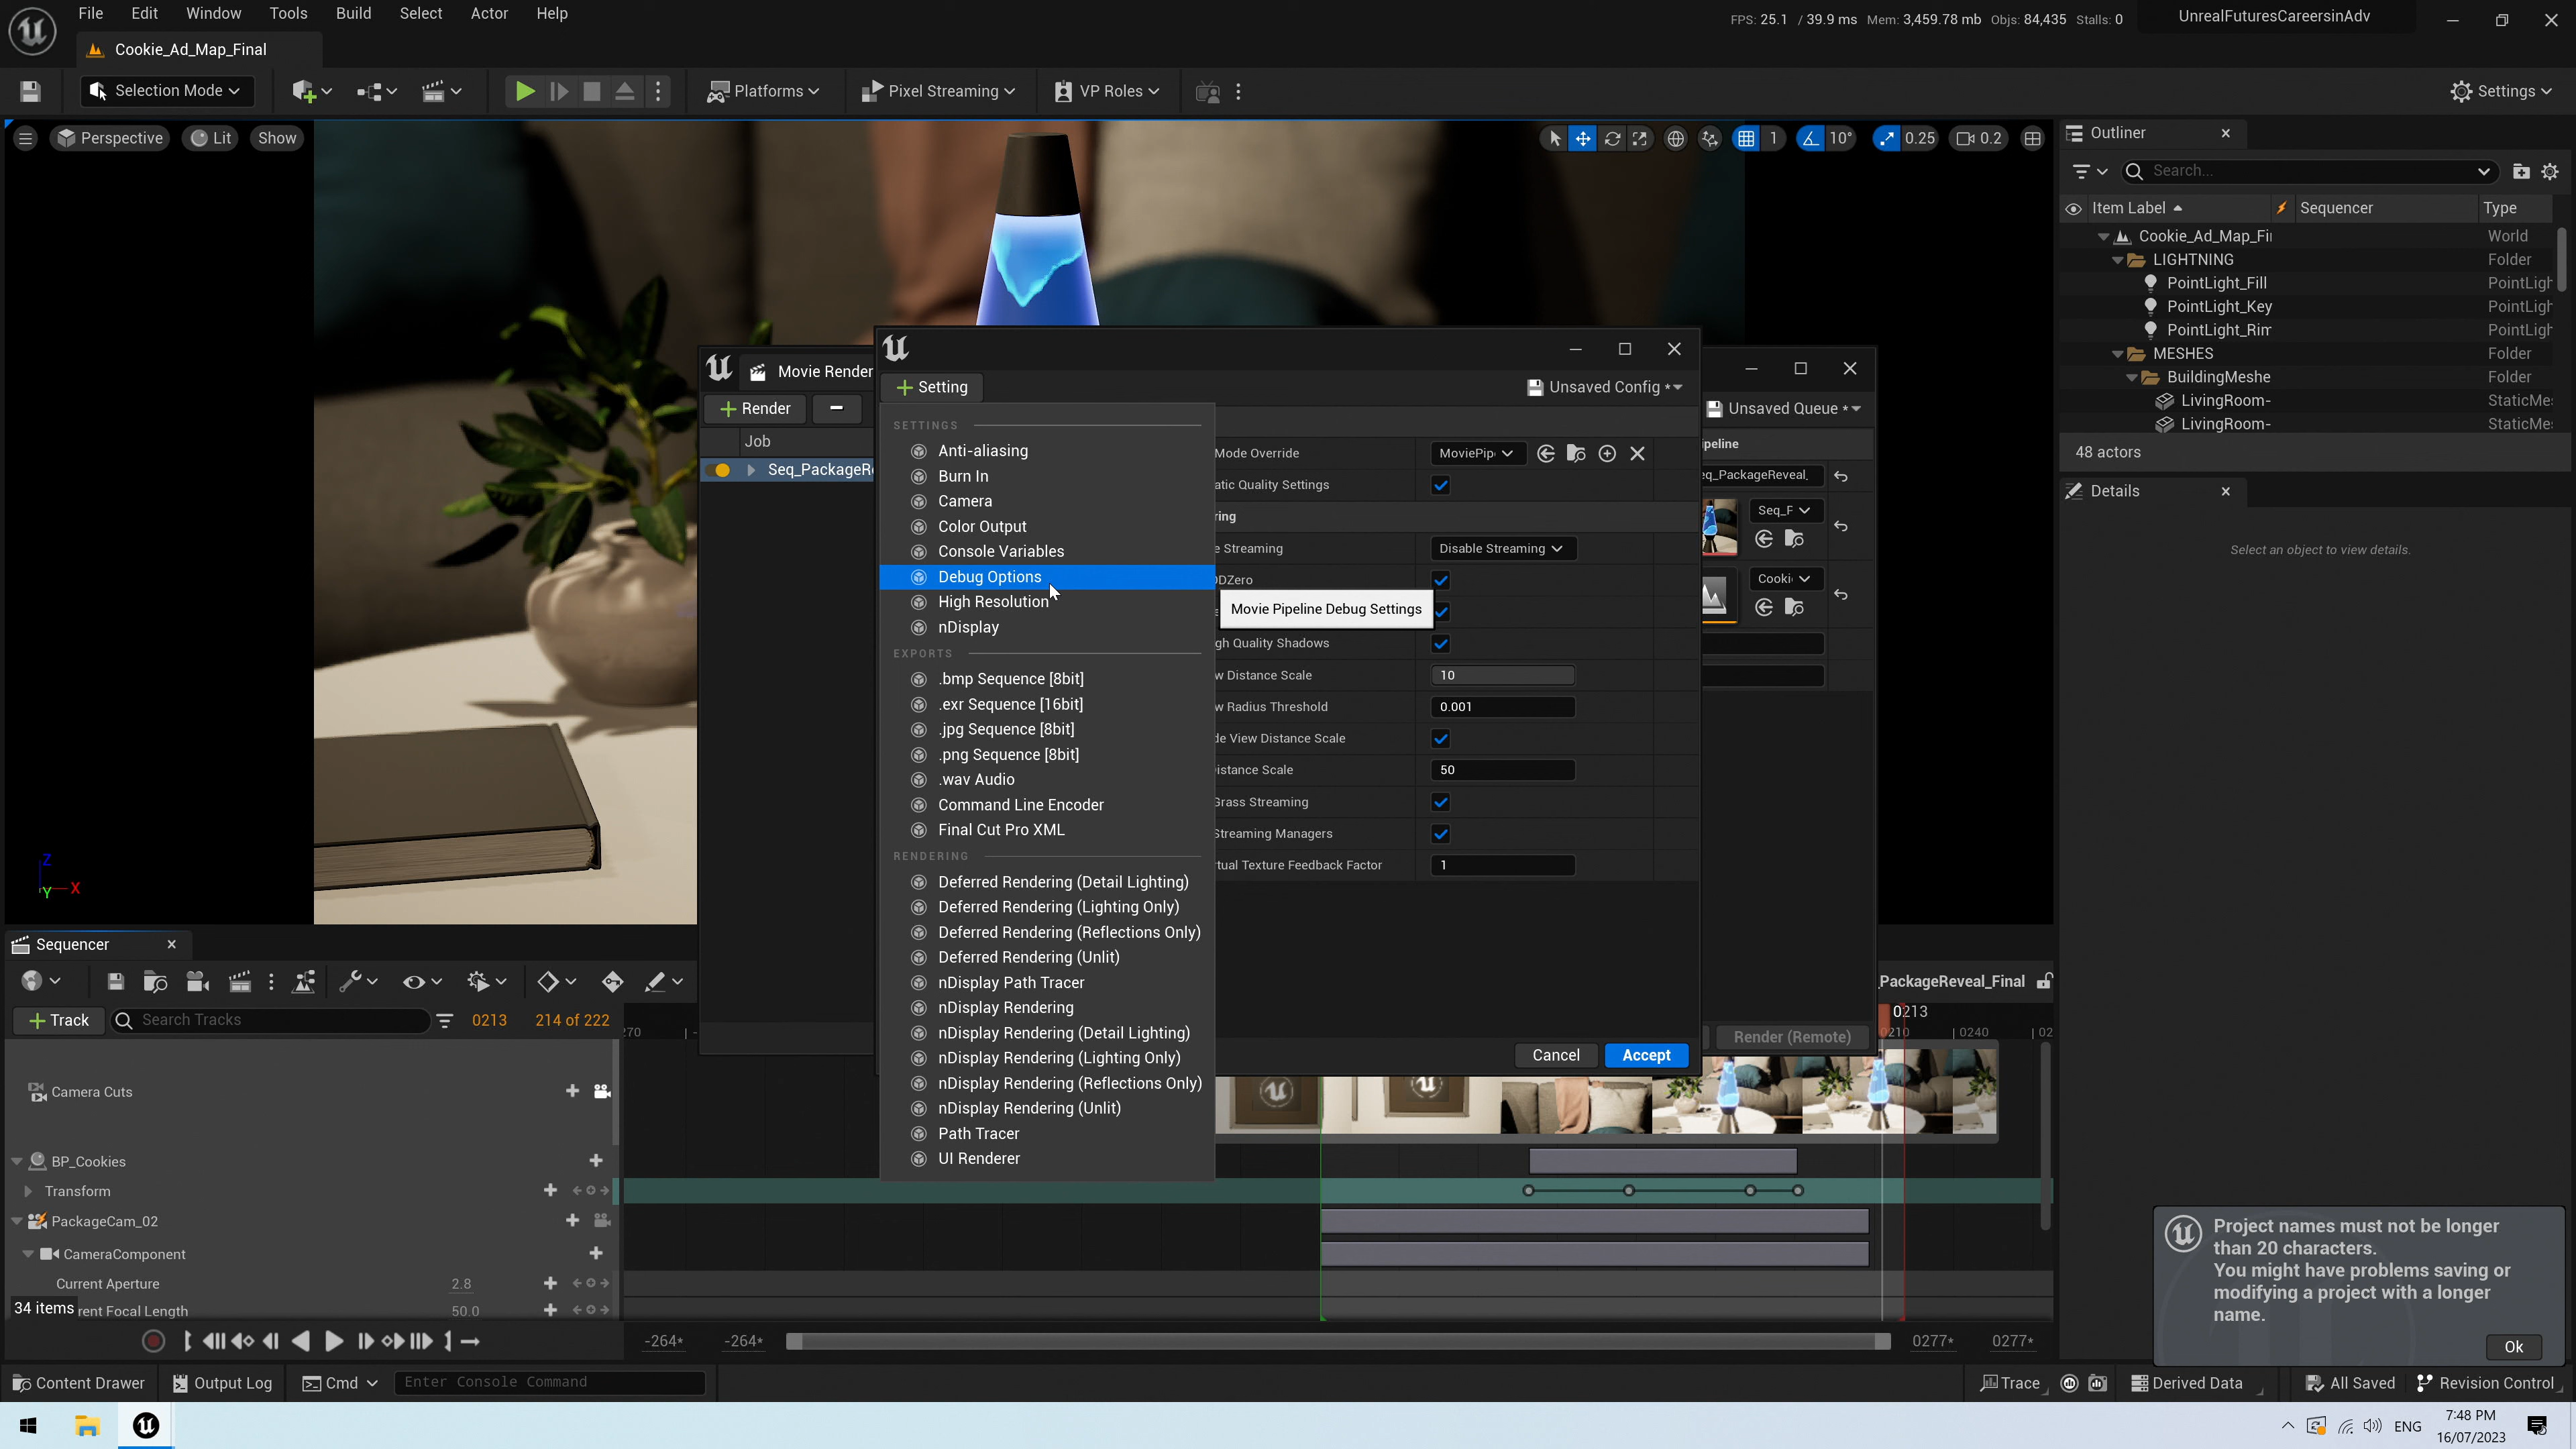 File Edit Window Tools Build Select Actor Help
FPS: 25.1 / 39.9 ms Mem: 3,459.78 mb Objs: 84,435 Stalls: 0
UnrealFuturesCareersinAdv
Cookie_Ad_Map_Final
Selection Mode
Platforms
Pixel Streaming
VP Roles
Settings
Perspective
Lit
Show
1
10°
0.25
0.2
Outliner
Search...
Item Label
Sequencer
Type
Cookie_Ad_Map_Fi
World
LIGHTNING
Folder
PointLight_Fill
PointLigh
PointLight_Key
PointLigh
PointLight_Rim
PointLigh
MESHES
Folder
BuildingMeshe
Folder
LivingRoom-
StaticMes
LivingRoom-
StaticMes
48 actors
Details
Select an object to view details.
Movie Render
Render
Unsaved Queue *
Job
Seq_PackageRe
ipeline
eq_PackageReveal_
Seq_F
Cooki
Render (Remote)
Setting
Unsaved Config *
SETTINGS
Anti-aliasing
Burn In
Camera
Color Output
Console Variables
Debug Options
High Resolution
nDisplay
EXPORTS
.bmp Sequence [8bit]
.exr Sequence [16bit]
.jpg Sequence [8bit]
.png Sequence [8bit]
.wav Audio
Command Line Encoder
Final Cut Pro XML
RENDERING
Deferred Rendering (Detail Lighting)
Deferred Rendering (Lighting Only)
Deferred Rendering (Reflections Only)
Deferred Rendering (Unlit)
nDisplay Path Tracer
nDisplay Rendering
nDisplay Rendering (Detail Lighting)
nDisplay Rendering (Lighting Only)
nDisplay Rendering (Reflections Only)
nDisplay Rendering (Unlit)
Path Tracer
UI Renderer
Mode Override
MoviePip
atic Quality Settings
ring
e Streaming
Disable Streaming
DZero
Movie Pipeline Debug Settings
gh Quality Shadows
w Distance Scale
10
w Radius Threshold
0.001
de View Distance Scale
istance Scale
50
Grass Streaming
Streaming Managers
rtual Texture Feedback Factor
1
Cancel
Accept
Sequencer
PackageReveal_Final
Track
Search Tracks
0213
214 of 222
270
0213
0210
0240
02
Camera Cuts
BP_Cookies
Transform
PackageCam_02
CameraComponent
Current Aperture
2.8
34 items
rent Focal Length
50.0
-264*
-264*
0277*
0277*
Project names must not be longer
than 20 characters.
You might have problems saving or
modifying a project with a longer
name.
Ok
Content Drawer
Output Log
Cmd
Enter Console Command
Trace
Derived Data
All Saved
Revision Control
ENG
7:48 PM
16/07/2023
Z
Y
X